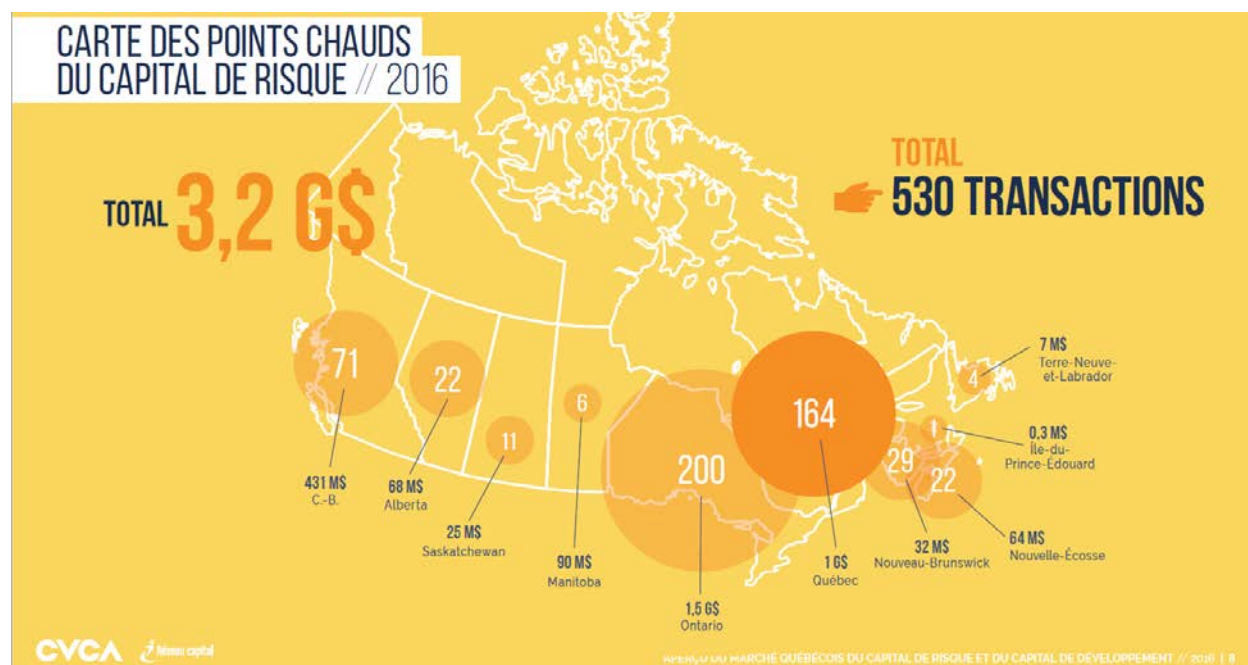 CARTE DES POINTS CHAUDS
DU CAPITAL DE RISQUE // 2016
TOTAL 3,2 G$
TOTAL
530 TRANSACTIONS
71
431 M$
C.-B.
22
68 M$
Alberta
11
25 M$
Saskatchewan
6
90 M$
Manitoba
200
1,5 G$
Ontario
164
1 G$
Québec
29
32 M$
Nouveau-Brunswick
22
64 M$
Nouvelle-Écosse
1
0,3 M$
Île-du-
Prince-Édouard
4
7 M$
Terre-Neuve-
et-Labrador
CVCA
Réseau capital
APERÇU DU MARCHÉ QUÉBÉCOIS DU CAPITAL DE RISQUE ET DU CAPITAL DE DÉVELOPPEMENT // 2016 | 8